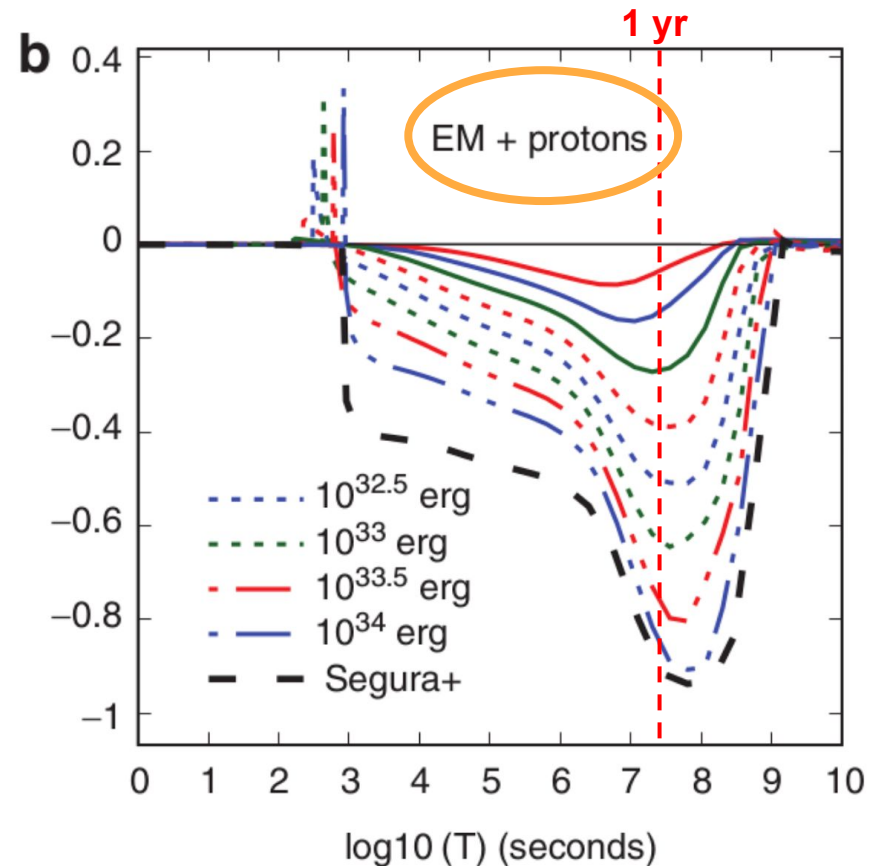 1 yr
b
0.4
0.2
0
−0.2
−0.4
−0.6
−0.8
−1
EM + protons
10^32.5 erg
10^33 erg
10^33.5 erg
10^34 erg
Segura+
0 1 2 3 4 5 6 7 8 9 10
log10 (T) (seconds)